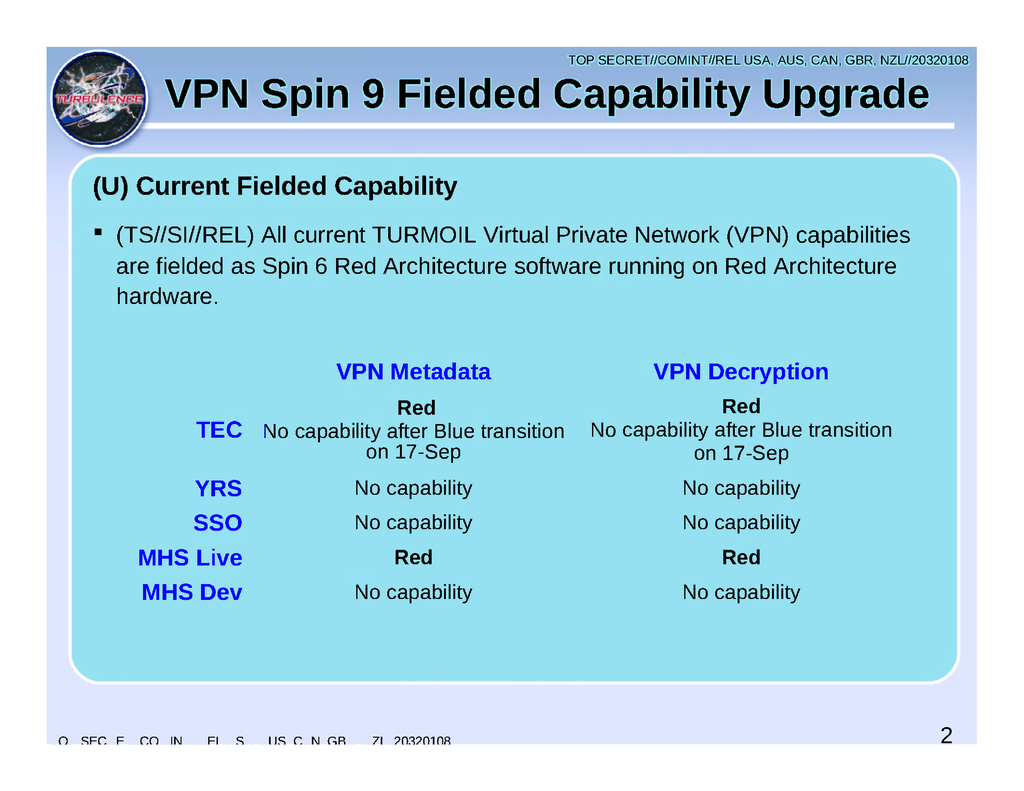 TOP SECRET//COMINT//REL USA, AUS, CAN, GBR, NZL//20320108
TURBULENCE
VPN Spin 9 Fielded Capability Upgrade
(U) Current Fielded Capability
▪ (TS//SI//REL) All current TURMOIL Virtual Private Network (VPN) capabilities
are fielded as Spin 6 Red Architecture software running on Red Architecture
hardware.
VPN Metadata VPN Decryption
Red Red
TEC No capability after Blue transition No capability after Blue transition
on 17-Sep on 17-Sep
YRS No capability No capability
SSO No capability No capability
MHS Live Red Red
MHS Dev No capability No capability
20320108
2